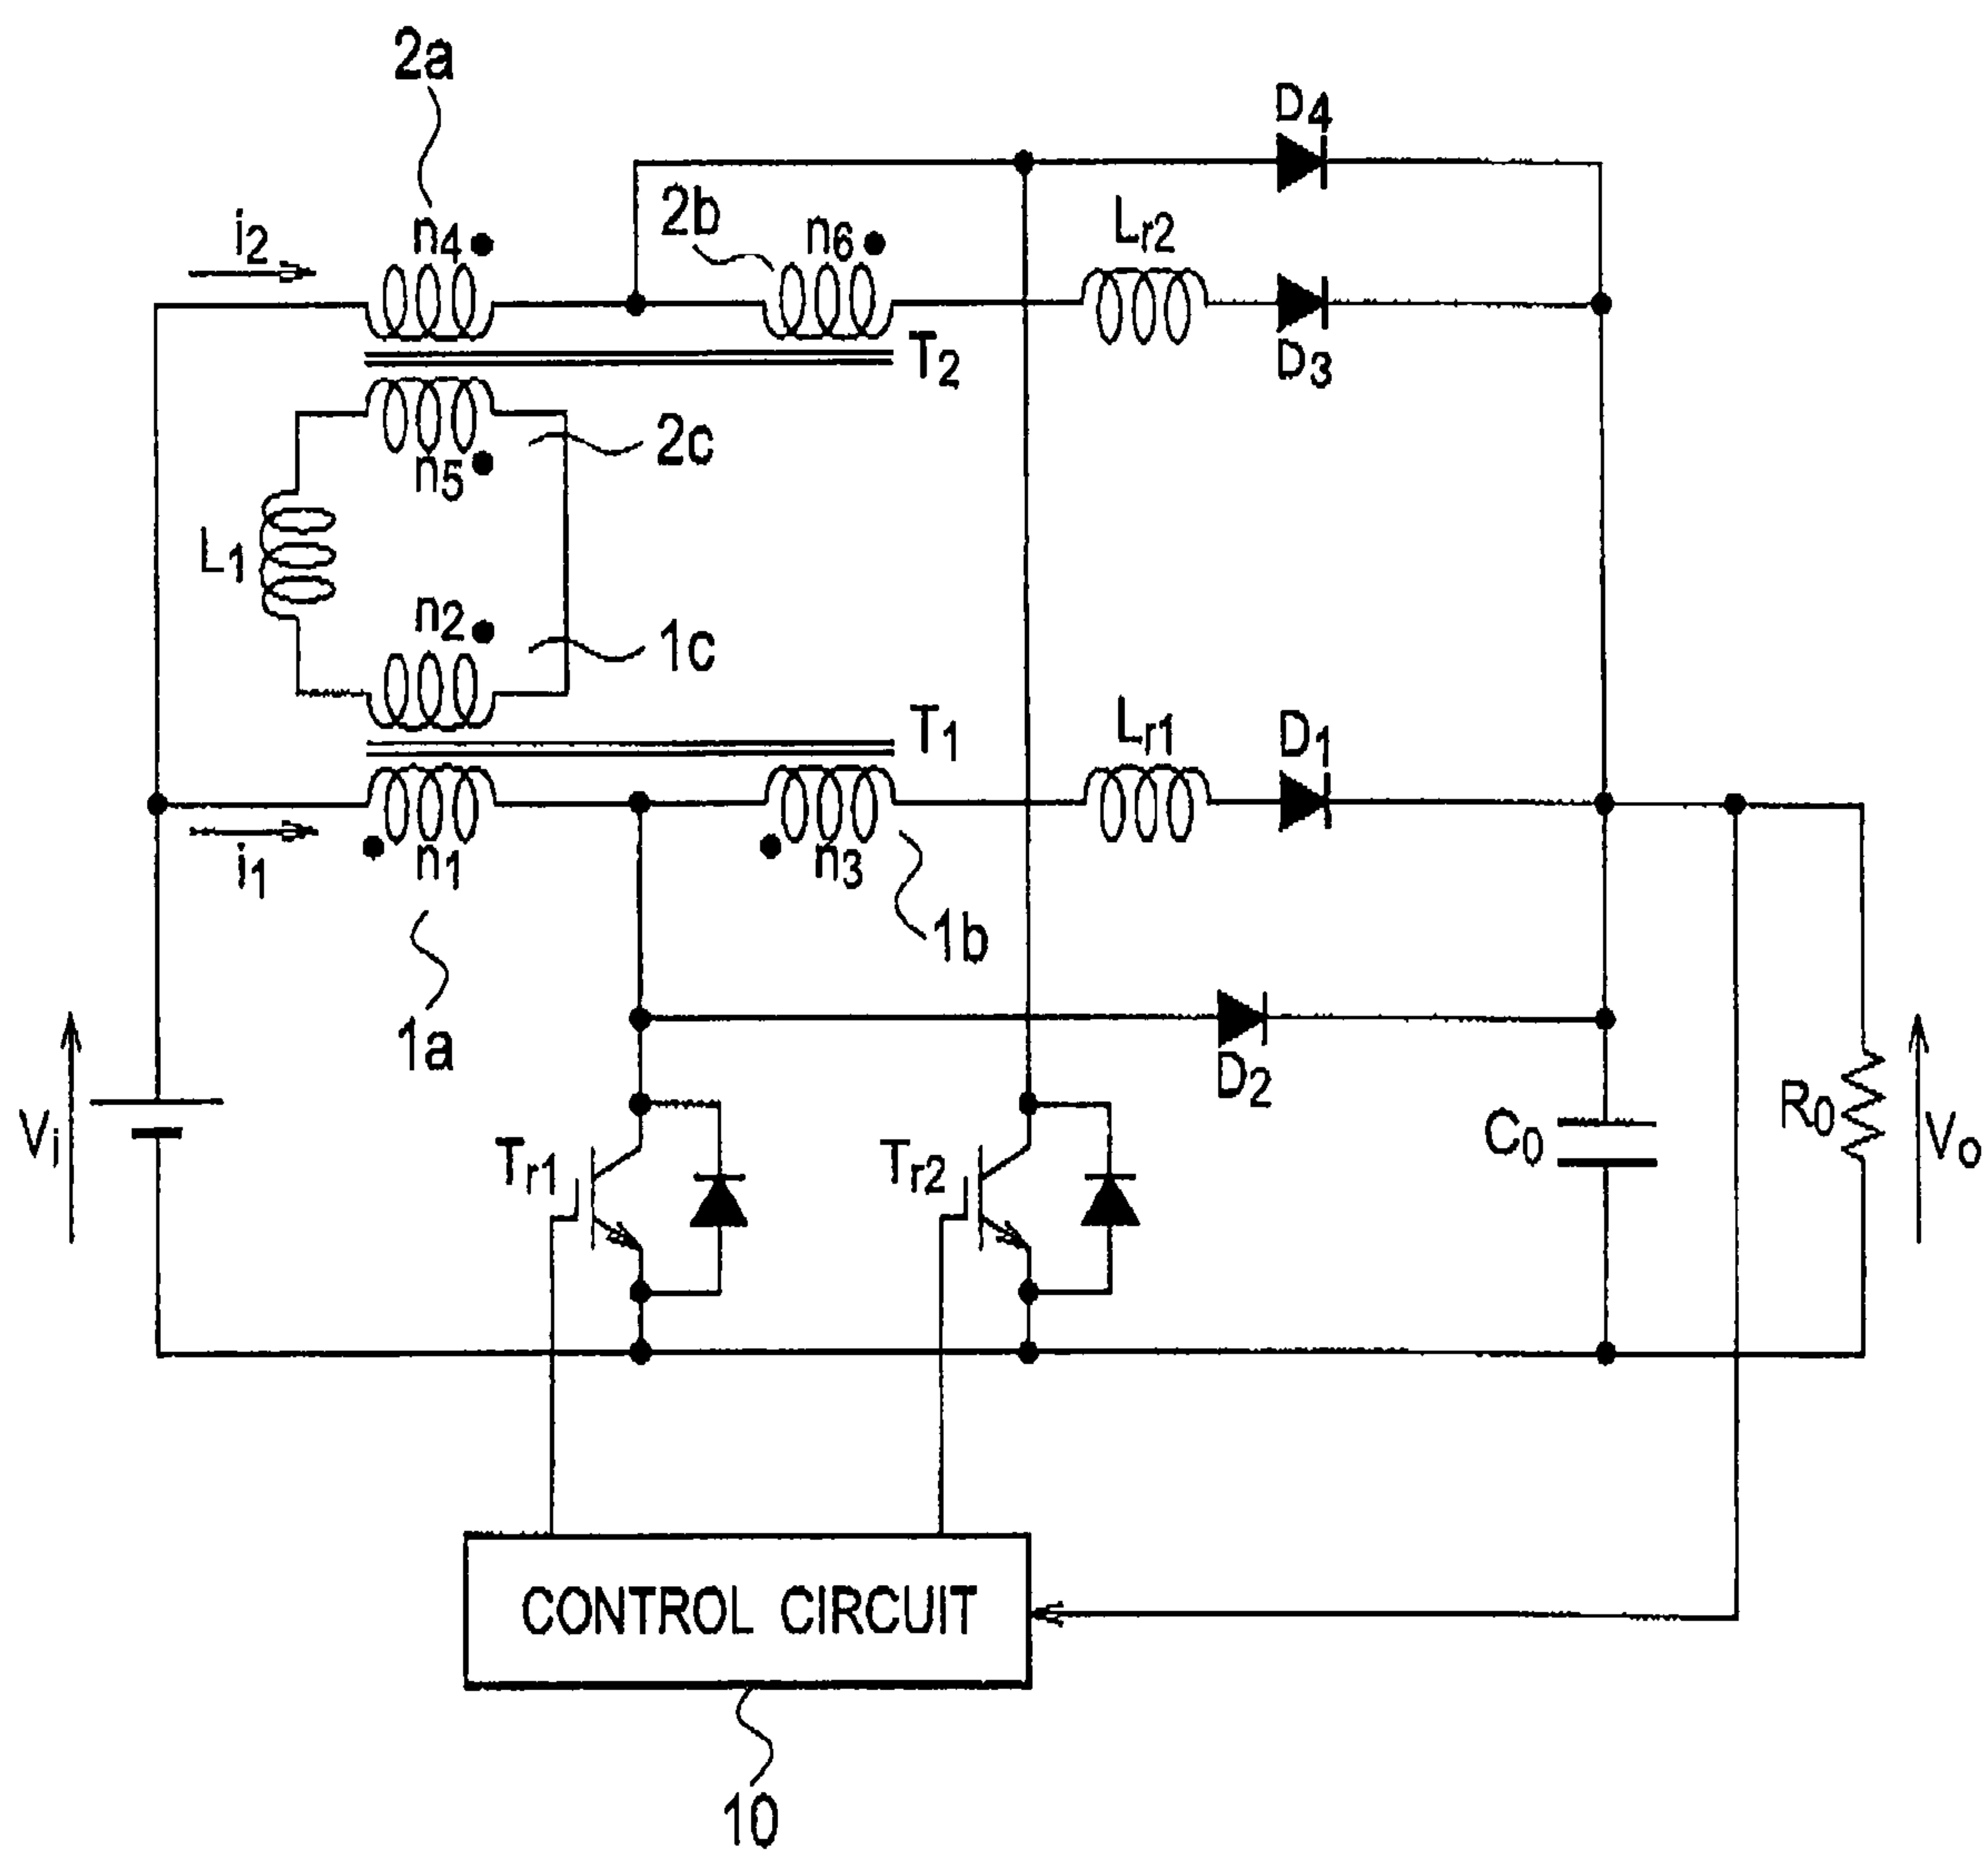 2a
D4
i2
n4
2b
n6
Lr2
T2
D3
2c
n5
L1
n2
1c
T1
Lr1
D1
n1
n3
i1
1b
1a
D2
Vi
Tr1
Tr2
C0
R0
Vo
CONTROL CIRCUIT
10